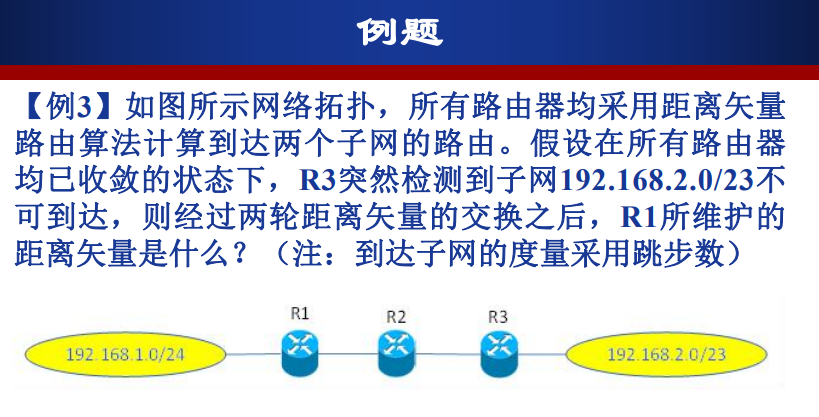 例题
【例3】如图所示网络拓扑，所有路由器均采用距离矢量
路由算法计算到达两个子网的路由。假设在所有路由器
均已收敛的状态下，R3突然检测到子网192.168.2.0/23不
可到达，则经过两轮距离矢量的交换之后，R1所维护的
距离矢量是什么？（注：到达子网的度量采用跳步数）
R1 R2 R3
192.168.1.0/24 192.168.2.0/23